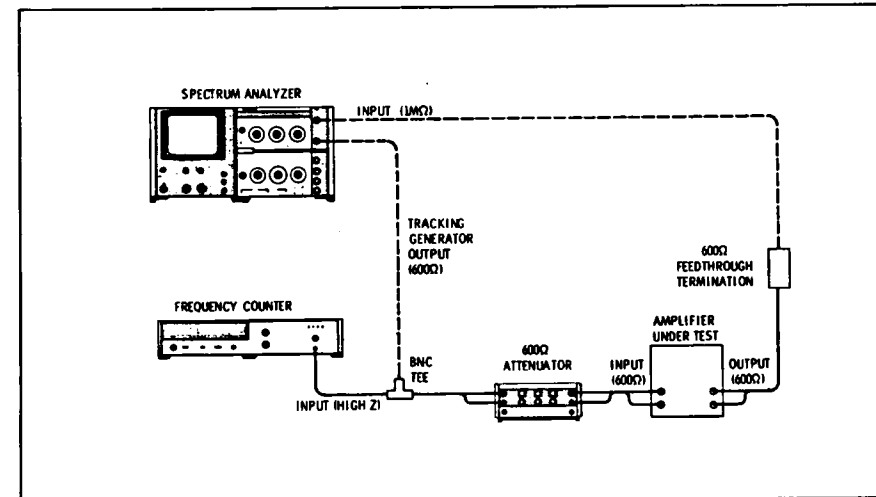 SPECTRUM ANALYZER
INPUT (1MΩ)
TRACKING
GENERATOR
OUTPUT
(600Ω)
600Ω
FEEDTHROUGH
TERMINATION
FREQUENCY COUNTER
AMPLIFIER
UNDER TEST
BNC
TEE
600Ω
ATTENUATOR
INPUT
(600Ω)
OUTPUT
(600Ω)
INPUT (HIGH Z)